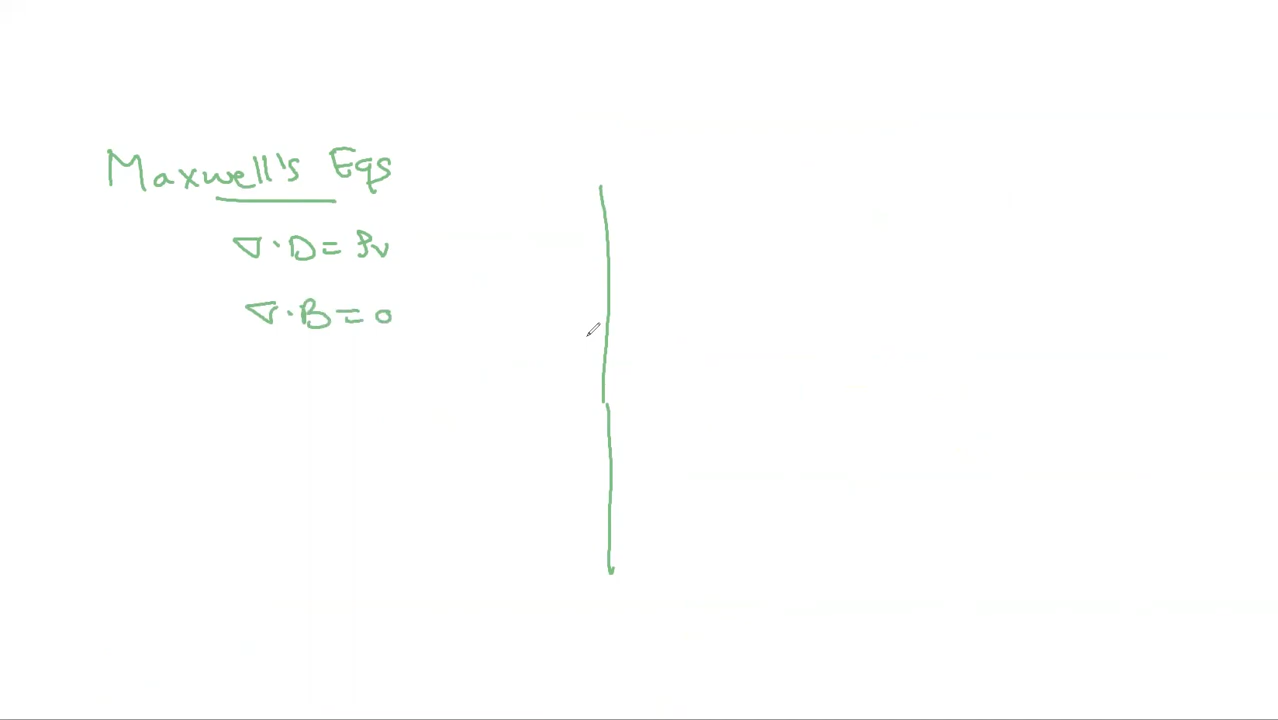 Maxwell's Eqs
∇·D = ρv
∇·B = 0